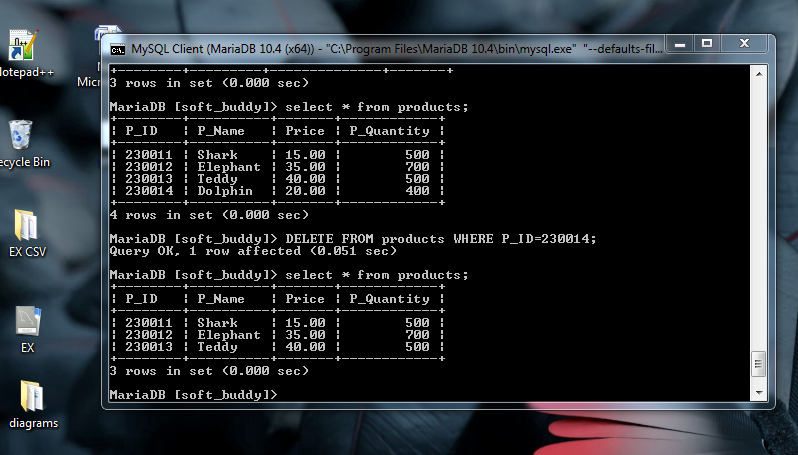 MySQL Client (MariaDB 10.4 (x64)) - "C:\Program Files\MariaDB 10.4\bin\mysql.exe" "--defaults-fil...
+---------+---------+--------------+-------+
3 rows in set (0.000 sec)
MariaDB [soft_buddy]> select * from products;
+--------+----------+-------+------------+
| P_ID | P_Name | Price | P_Quantity |
+--------+----------+-------+------------+
| 230011 | Shark | 15.00 | 500 |
| 230012 | Elephant | 35.00 | 700 |
| 230013 | Teddy | 40.00 | 500 |
| 230014 | Dolphin | 20.00 | 400 |
+--------+----------+-------+------------+
4 rows in set (0.000 sec)
MariaDB [soft_buddy]> DELETE FROM products WHERE P_ID=230014;
Query OK, 1 row affected (0.051 sec)
MariaDB [soft_buddy]> select * from products;
+--------+----------+-------+------------+
| P_ID | P_Name | Price | P_Quantity |
+--------+----------+-------+------------+
| 230011 | Shark | 15.00 | 500 |
| 230012 | Elephant | 35.00 | 700 |
| 230013 | Teddy | 40.00 | 500 |
+--------+----------+-------+------------+
3 rows in set (0.000 sec)
MariaDB [soft_buddy]>
otepad++
Micr
ecycle Bin
EX CSV
EX
diagrams